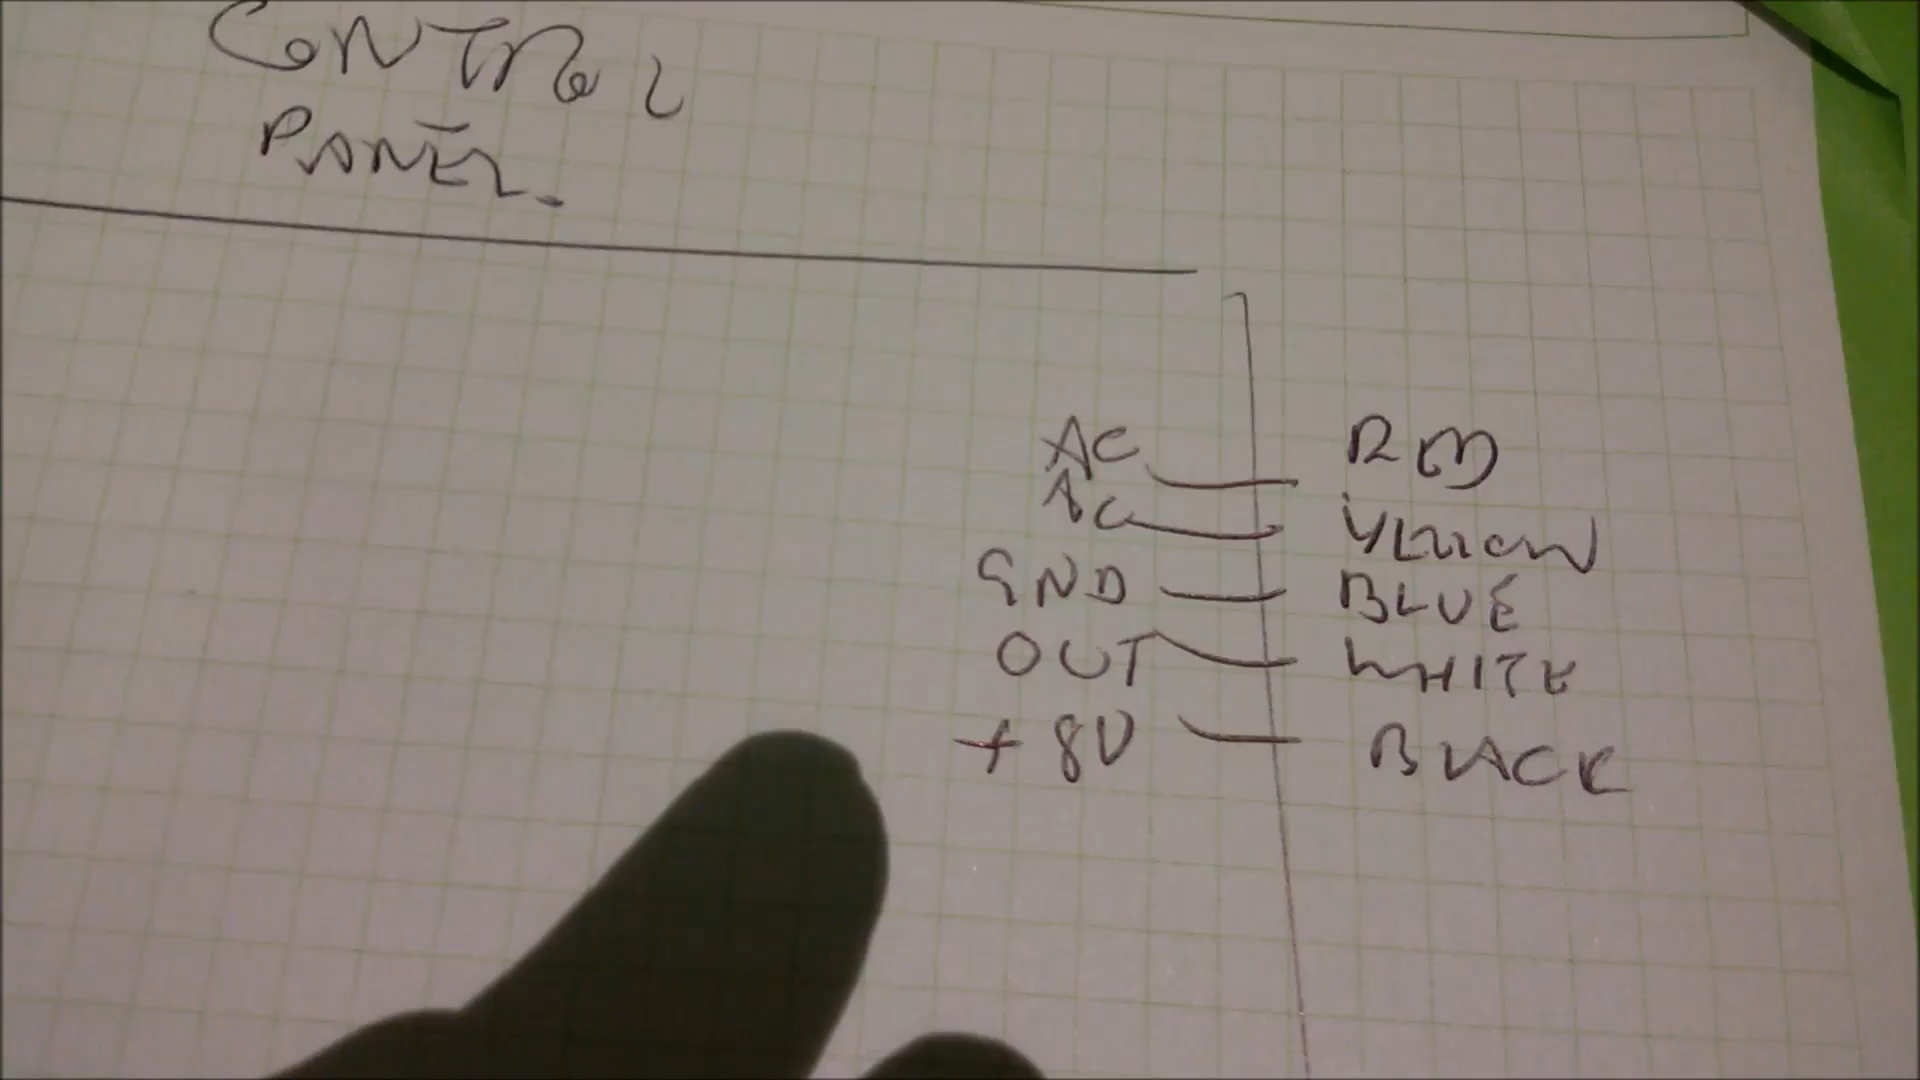 CONTROL
PANEL.
AC RED
AC YELLOW
GND BLUE
OUT WHITE
+8V BLACK